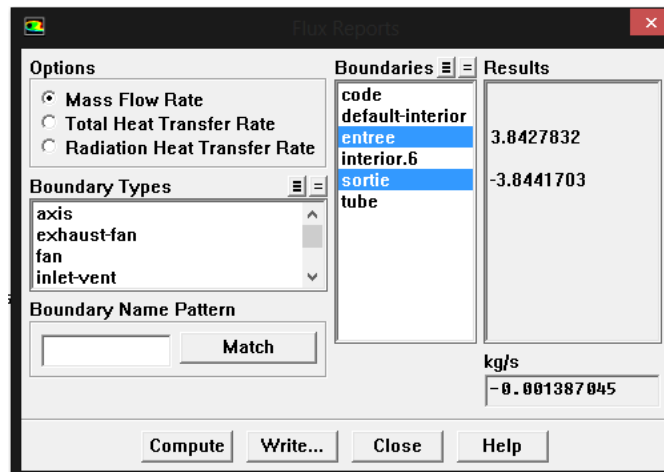 Flux Reports
Options
Mass Flow Rate
Total Heat Transfer Rate
Radiation Heat Transfer Rate
Boundary Types
axis
exhaust-fan
fan
inlet-vent
Boundary Name Pattern
Match
Boundaries
code
default-interior
entree
interior.6
sortie
tube
Results
3.8427832
-3.8441703
kg/s
-0.001387045
Compute Write... Close Help